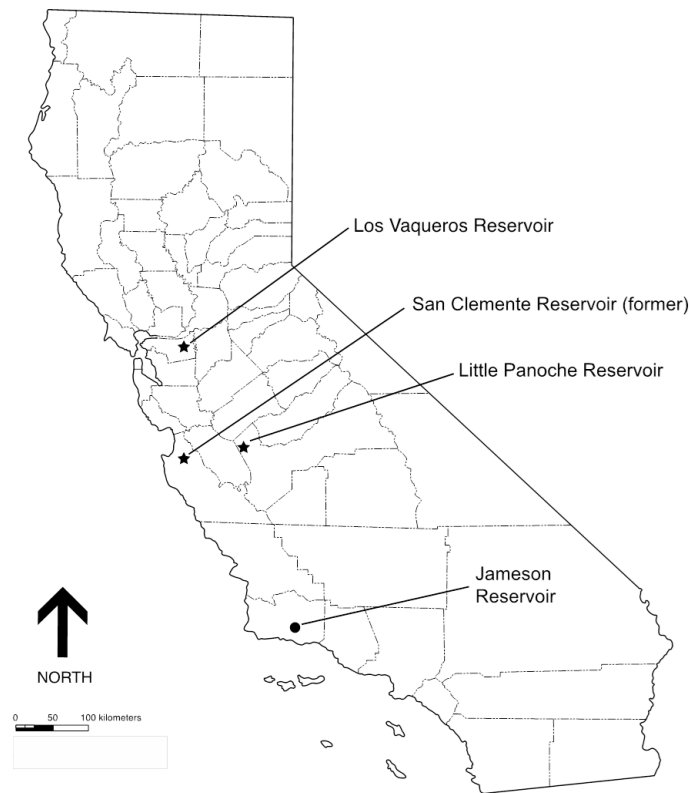 Los Vaqueros Reservoir
San Clemente Reservoir (former)
Little Panoche Reservoir
Jameson
Reservoir
NORTH
0 50 100 kilometers